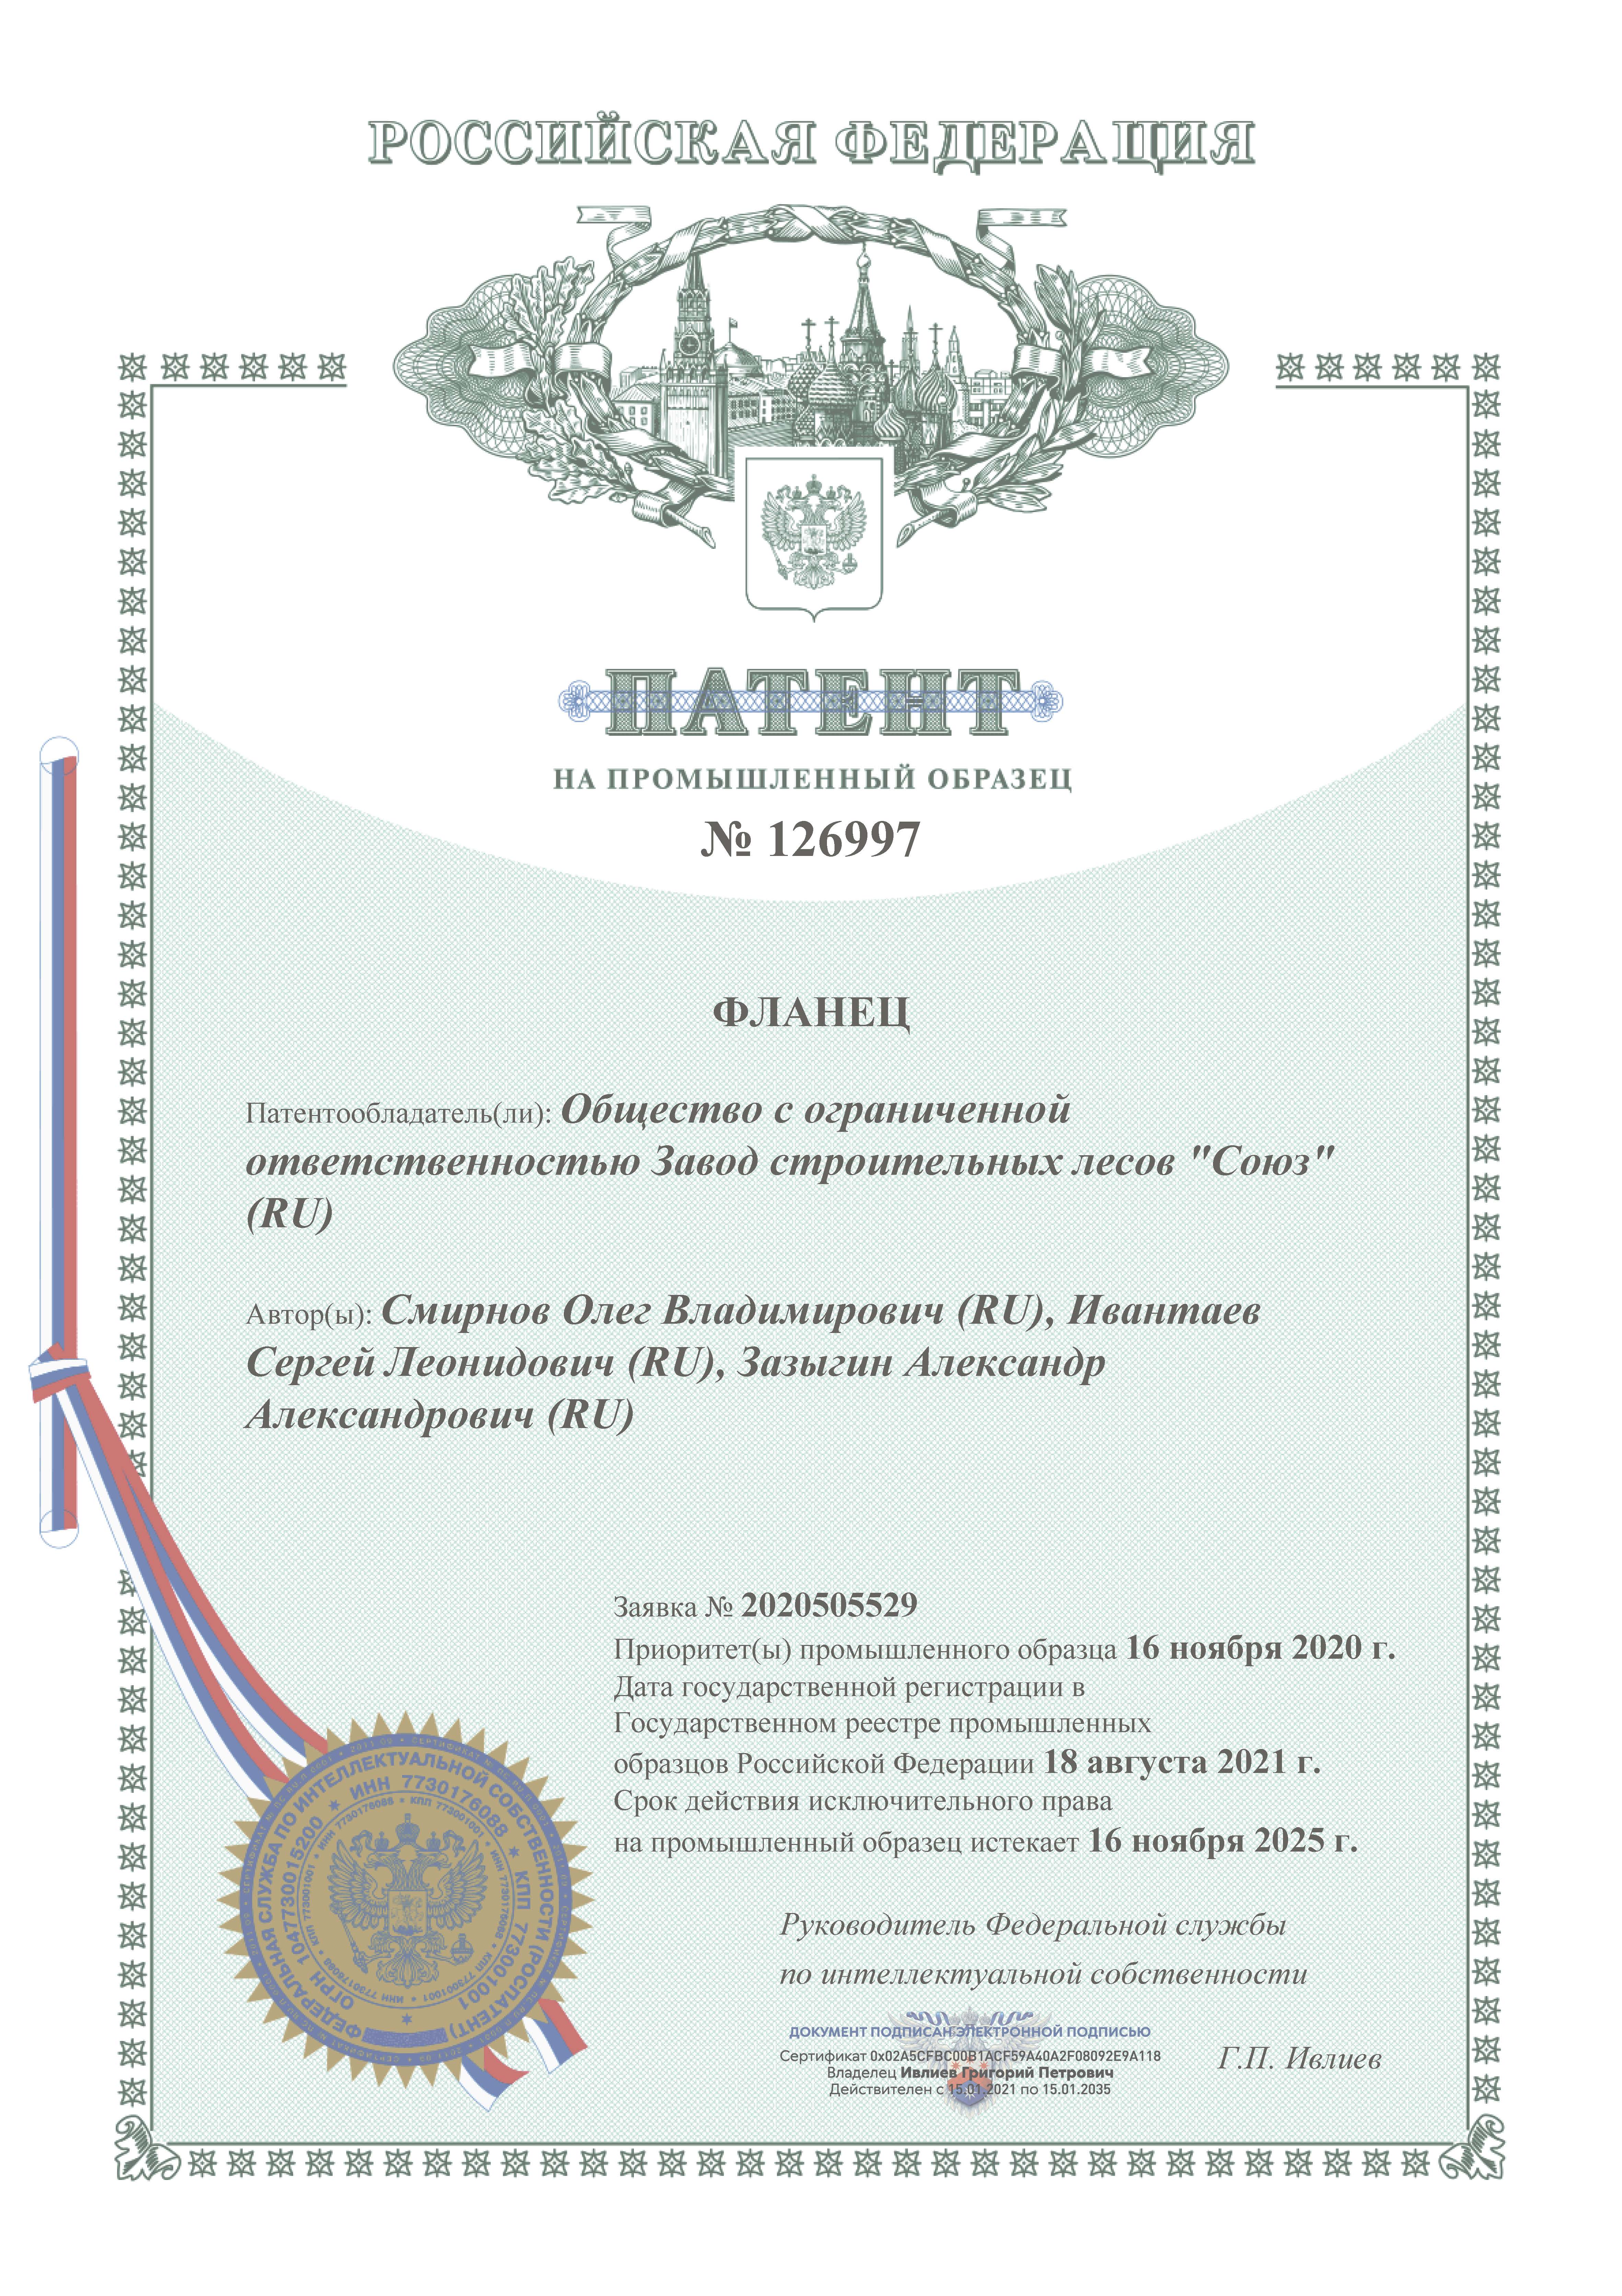 РОССИЙСКАЯ ФЕДЕРАЦИЯ
ПАТЕНТ
НА ПРОМЫШЛЕННЫЙ ОБРАЗЕЦ
№ 126997
ФЛАНЕЦ
Патентообладатель(ли): Общество с ограниченной
ответственностью Завод строительных лесов "Союз"
(RU)
Автор(ы): Смирнов Олег Владимирович (RU), Ивантаев
Сергей Леонидович (RU), Зазыгин Александр
Александрович (RU)
Заявка № 2020505529
Приоритет(ы) промышленного образца 16 ноября 2020 г.
Дата государственной регистрации в
Государственном реестре промышленных
образцов Российской Федерации 18 августа 2021 г.
Срок действия исключительного права
на промышленный образец истекает 16 ноября 2025 г.
Руководитель Федеральной службы
по интеллектуальной собственности
ДОКУМЕНТ ПОДПИСАН ЭЛЕКТРОННОЙ ПОДПИСЬЮ
Сертификат 0x02A5CFBC00B1ACF59A40A2F08092E9A118
Владелец Ивлиев Григорий Петрович
Действителен с 15.01.2021 по 15.01.2035
Г.П. Ивлиев
ФЕДЕРАЛЬНАЯ СЛУЖБА ПО ИНТЕЛЛЕКТУАЛЬНОЙ СОБСТВЕННОСТИ (РОСПАТЕНТ)
ОГРН 1047730015200 * ИНН 7730176088 * КПП 773001001 *